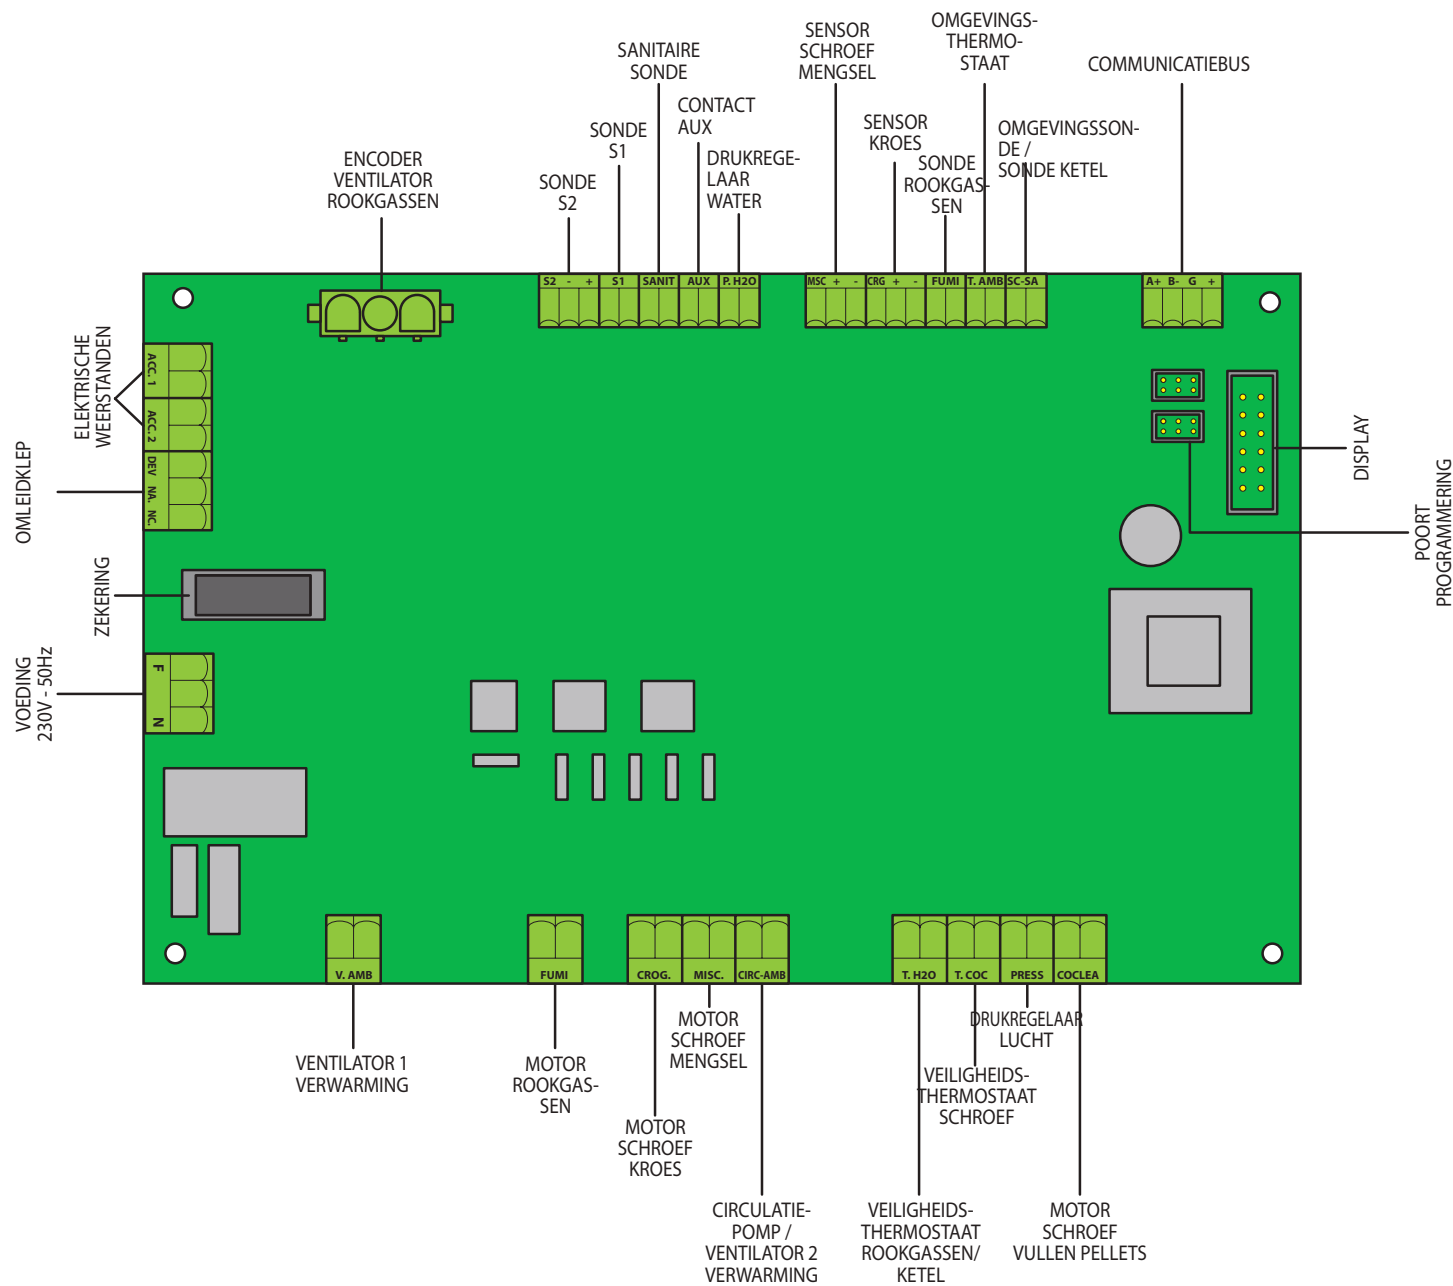 SENSOR
SCHROEF
MENGSEL
OMGEVINGS-
THERMO-
STAAT
SANITAIRE
SONDE
COMMUNICATIEBUS
CONTACT
AUX
SENSOR
KROES
OMGEVINGSSON-
DE /
SONDE KETEL
SONDE
S1
ENCODER
VENTILATOR
ROOKGASSEN
DRUKREGE-
LAAR
WATER
SONDE
ROOKGAS-
SEN
SONDE
S2
S2 - +
S1
SANIT
AUX
P. H2O
MSC + -
CRG + -
FUMI
T. AMB
SC-SA
A+ B- G +
ELEKTRISCHE
WEERSTANDEN
ACC. 1
ACC. 2
OMLEIDKLEP
DEV NA. NC.
DISPLAY
POORT
PROGRAMMERING
ZEKERING
VOEDING
230V - 50Hz
F
N
V. AMB
FUMI
CROG.
MISC.
CIRC-AMB
T. H2O
T. COC
PRESS
COCLEA
VENTILATOR 1
VERWARMING
MOTOR
ROOKGAS-
SEN
MOTOR
SCHROEF
MENGSEL
DRUKREGELAAR
LUCHT
VEILIGHEIDS-
THERMOSTAAT
SCHROEF
MOTOR
SCHROEF
KROES
CIRCULATIE-
POMP /
VENTILATOR 2
VERWARMING
VEILIGHEIDS-
THERMOSTAAT
ROOKGASSEN/
KETEL
MOTOR
SCHROEF
VULLEN PELLETS